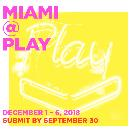 MIAMI
@
PLAY
Play
DECEMBER 1 - 6, 2018
SUBMIT BY SEPTEMBER 30